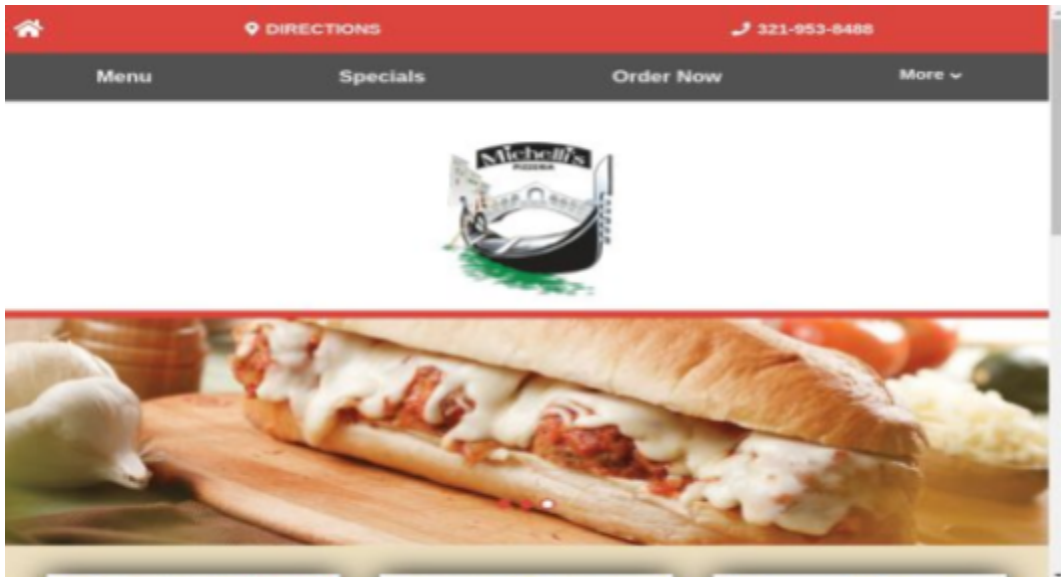 DIRECTIONS
321-953-8488
Menu
Specials
Order Now
More
Michelli's
PIZZERIA